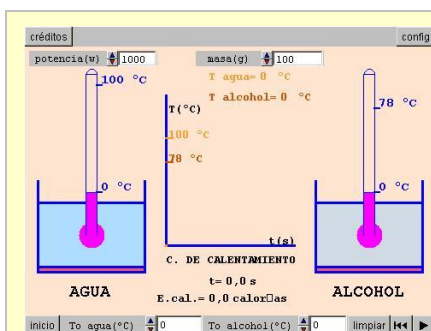 créditos config
potencia(w) 1000 masa(g) 100
100 °C T agua= 0 °C
T alcohol= 0 °C
T(°C) 78 °C
100 °C
78 °C
0 °C 0 °C
t(s)
C. DE CALENTAMIENTO
t= 0,0 s
AGUA ALCOHOL
E.cal.= 0,0 calor□as
inicio To agua(°C) 0 To alcohol(°C) 0 limpiar